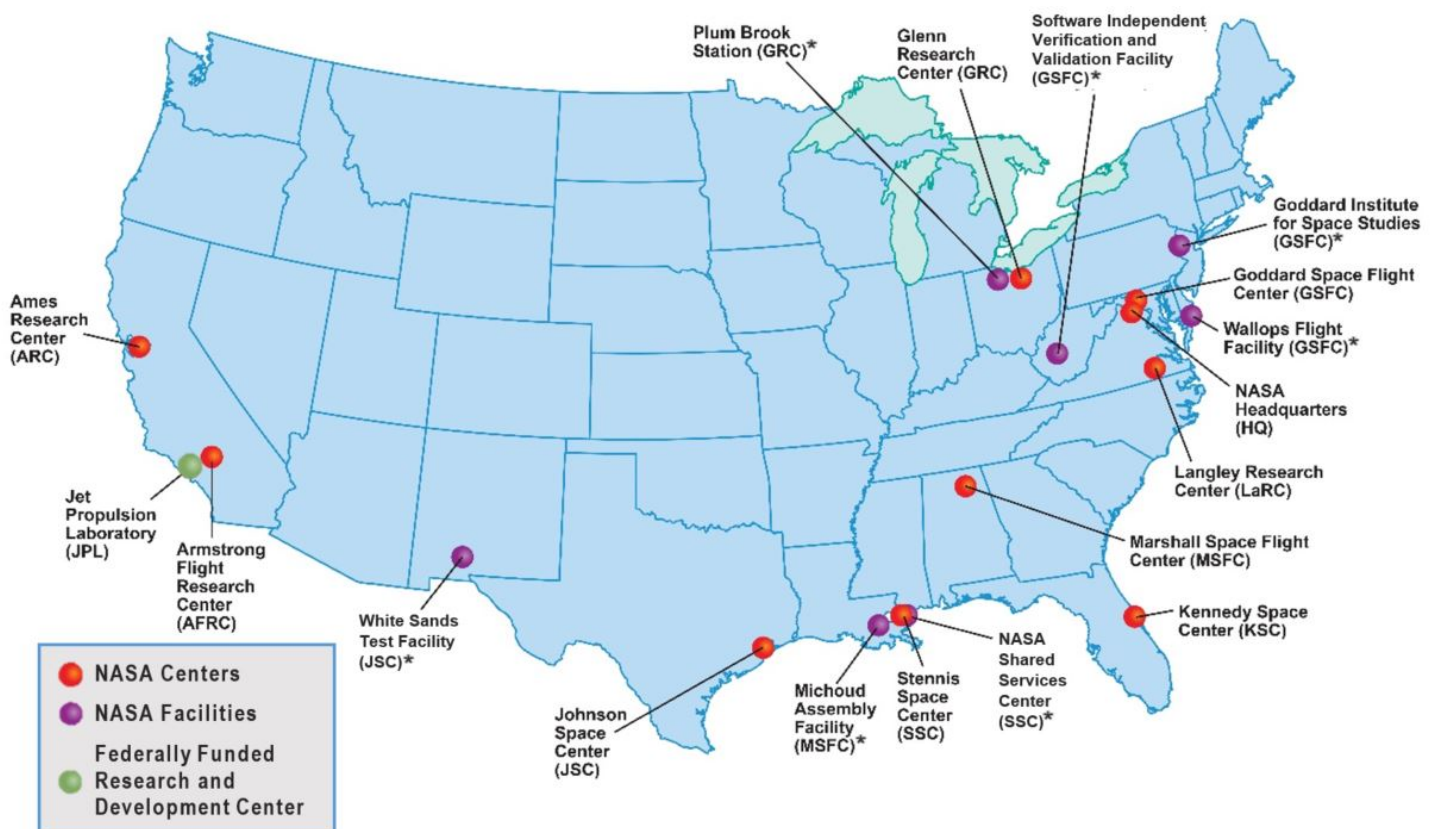 Plum Brook
Station (GRC)*
Glenn
Research
Center (GRC)
Software Independent
Verification and
Validation Facility
(GSFC)*
Goddard Institute
for Space Studies
(GSFC)*
Goddard Space Flight
Center (GSFC)
Wallops Flight
Facility (GSFC)*
NASA
Headquarters
(HQ)
Langley Research
Center (LaRC)
Marshall Space Flight
Center (MSFC)
Kennedy Space
Center (KSC)
Ames
Research
Center
(ARC)
Jet
Propulsion
Laboratory
(JPL)
Armstrong
Flight
Research
Center
(AFRC)
White Sands
Test Facility
(JSC)*
Johnson
Space
Center
(JSC)
Michoud
Assembly
Facility
(MSFC)*
Stennis
Space
Center
(SSC)
NASA
Shared
Services
Center
(SSC)*
NASA Centers
NASA Facilities
Federally Funded
Research and
Development Center